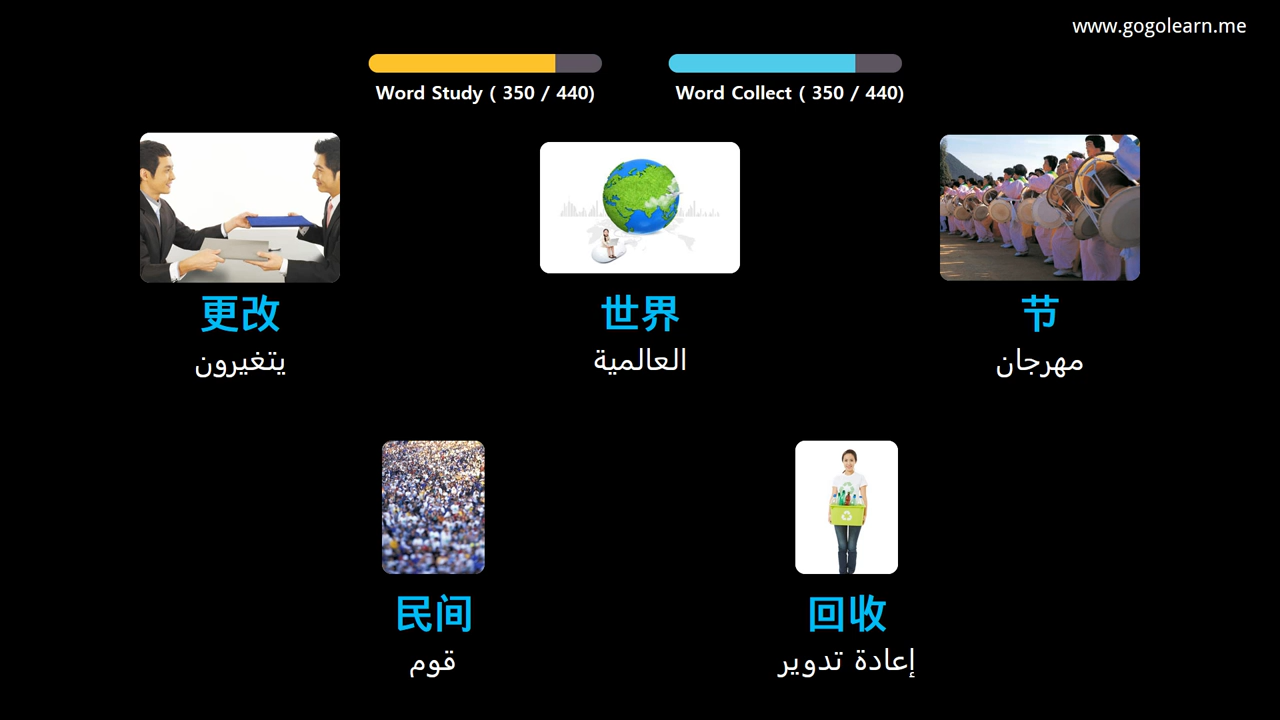 www.gogolearn.me
Word Study ( 350 / 440)
Word Collect ( 350 / 440)
更改
يتغيرون
世界
العالمية
节
مهرجان
民间
قوم
回收
إعادة تدوير